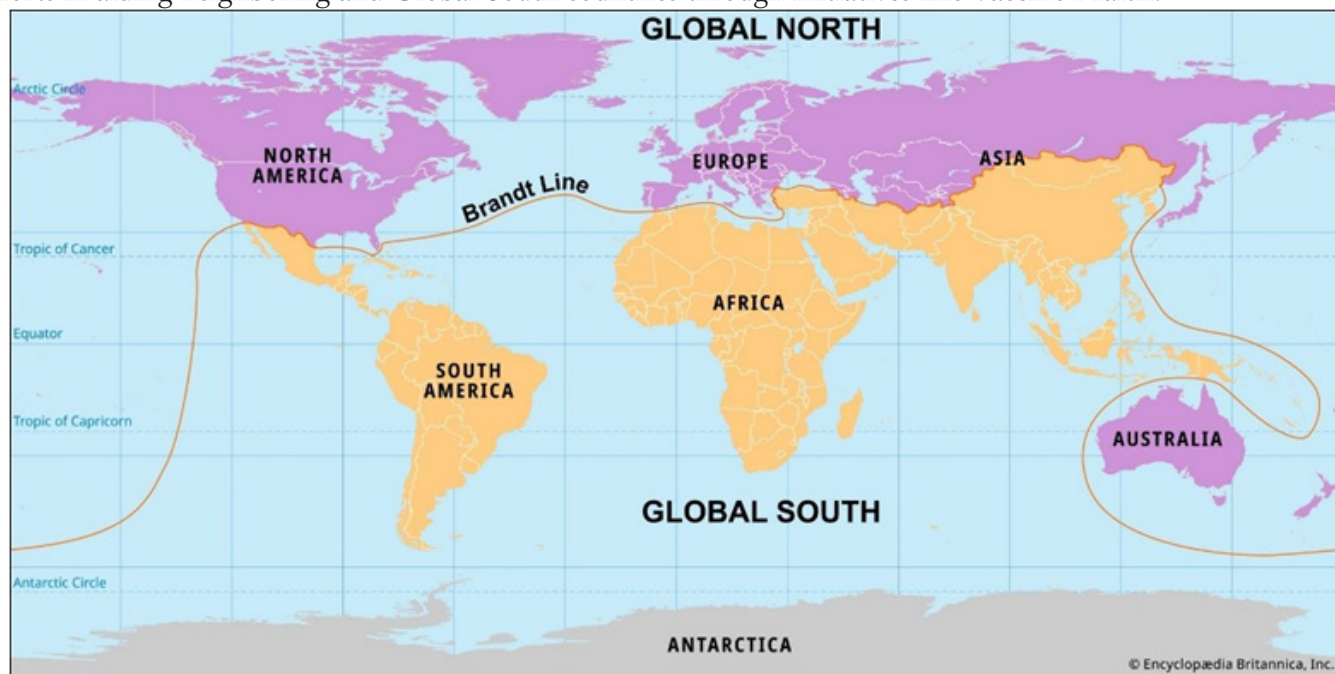 GLOBAL NORTH
Arctic Circle
NORTH
AMERICA
EUROPE
ASIA
Brandt Line
Tropic of Cancer
AFRICA
Equator
SOUTH
AMERICA
Tropic of Capricorn
AUSTRALIA
GLOBAL SOUTH
Antarctic Circle
ANTARCTICA
© Encyclopædia Britannica, Inc.